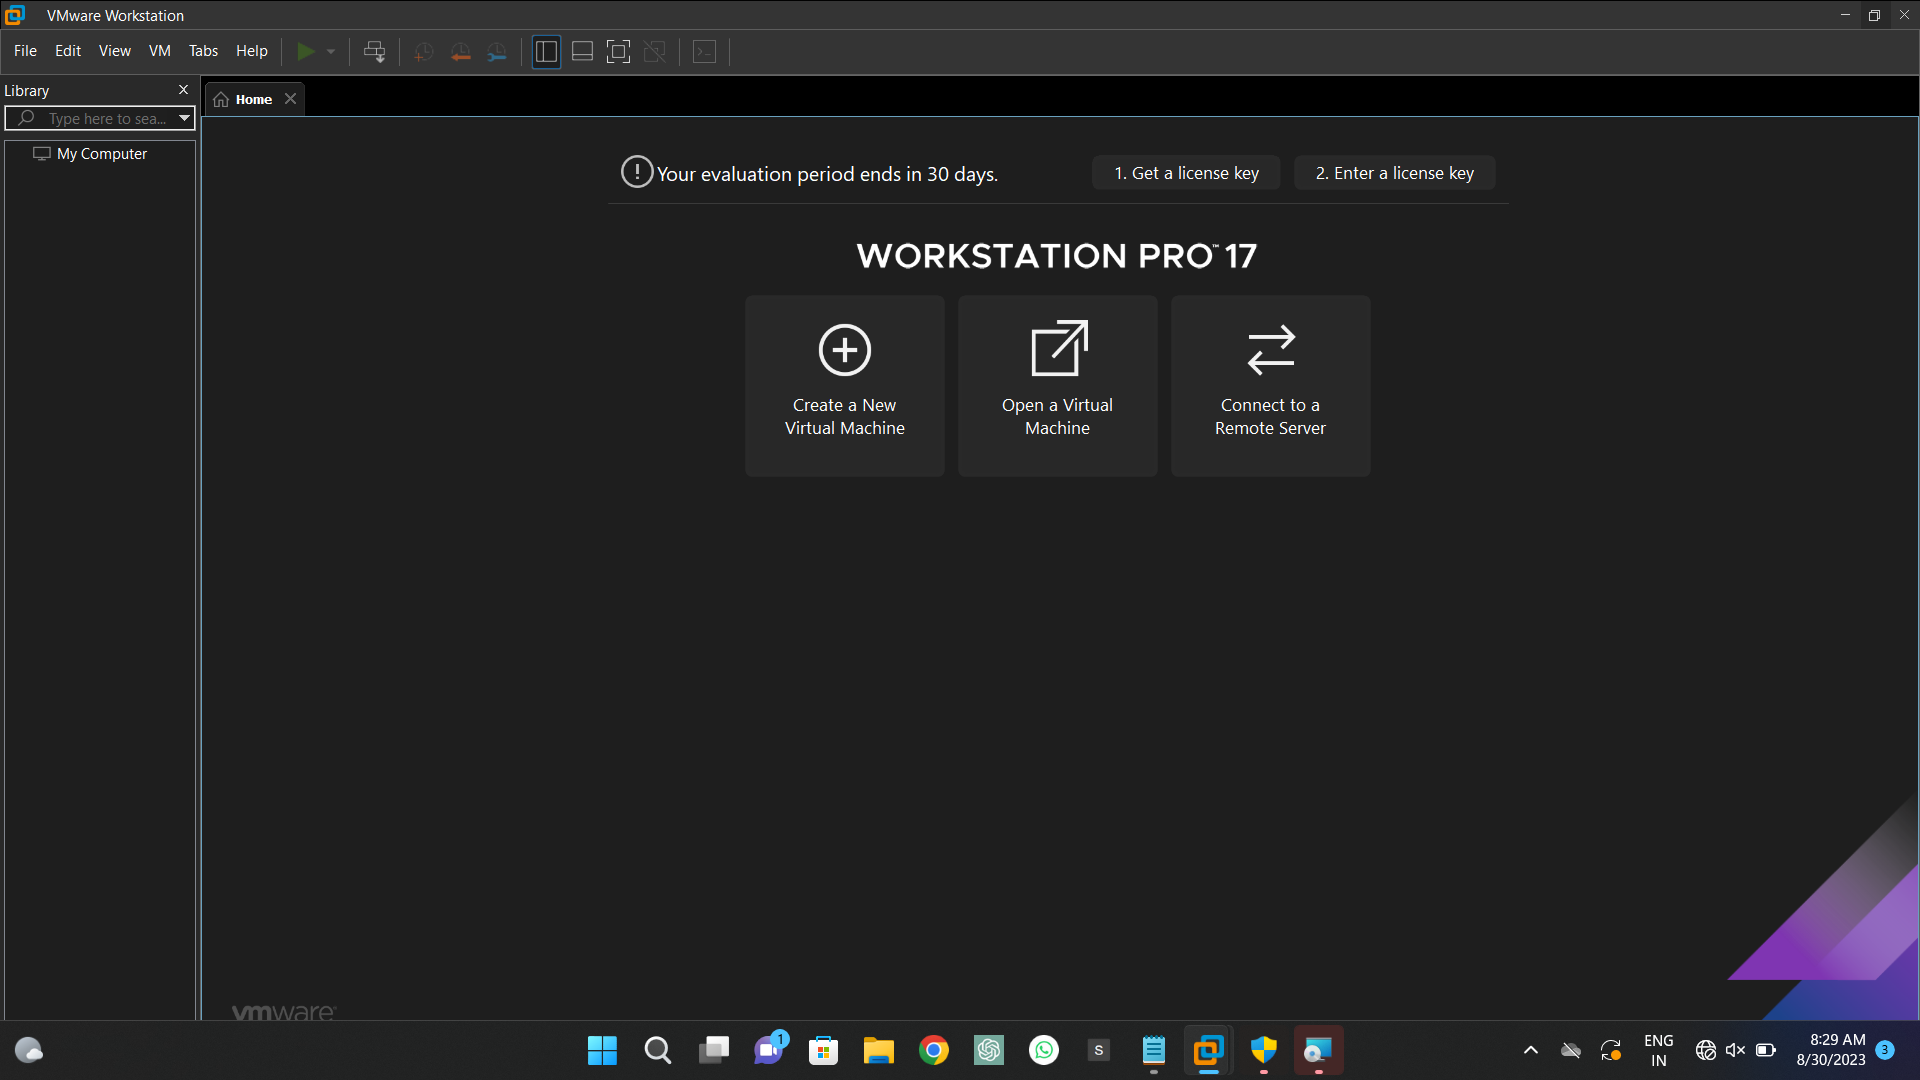 VMware Workstation
File Edit View VM Tabs Help
Library
Type here to sea...
My Computer
Home
Your evaluation period ends in 30 days.
1. Get a license key
2. Enter a license key
WORKSTATION PRO™ 17
Create a New
Virtual Machine
Open a Virtual
Machine
Connect to a
Remote Server
vmware
1
S
ENG
IN
8:29 AM
8/30/2023
3